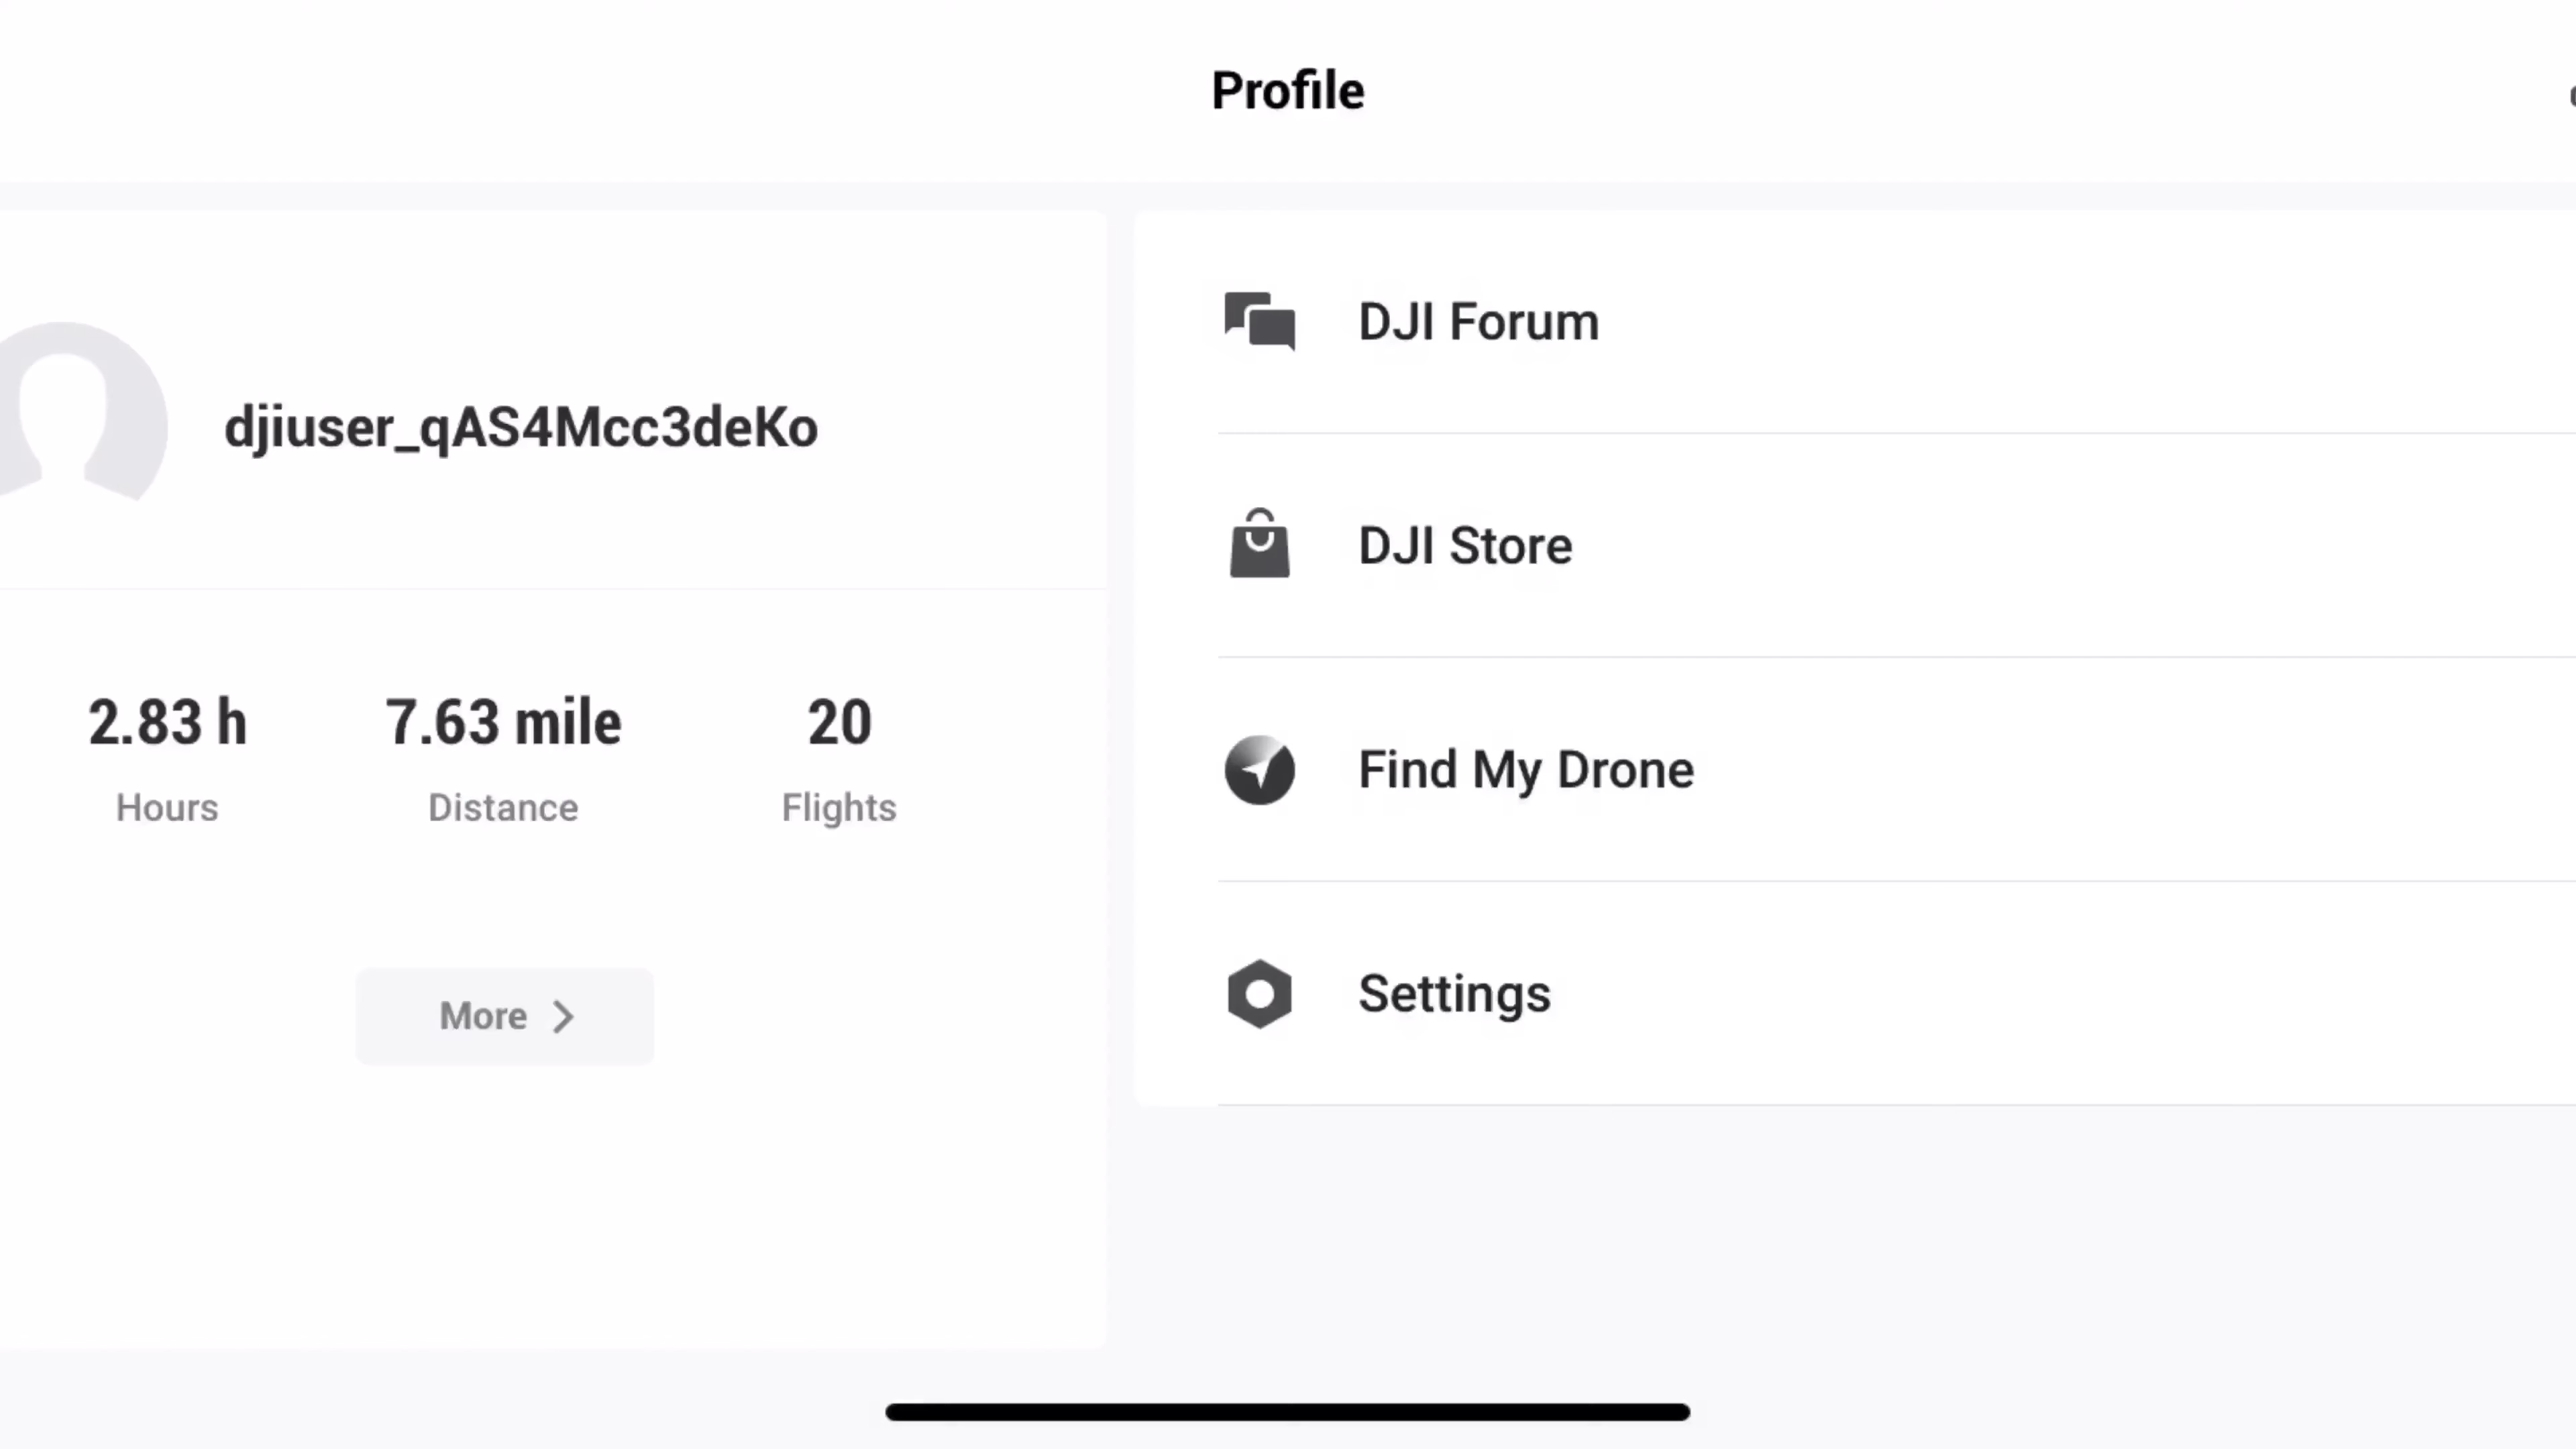 Profile
djiuser_qAS4Mcc3deKo
2.83 h
7.63 mile
20
Hours
Distance
Flights
More
DJI Forum
DJI Store
Find My Drone
Settings